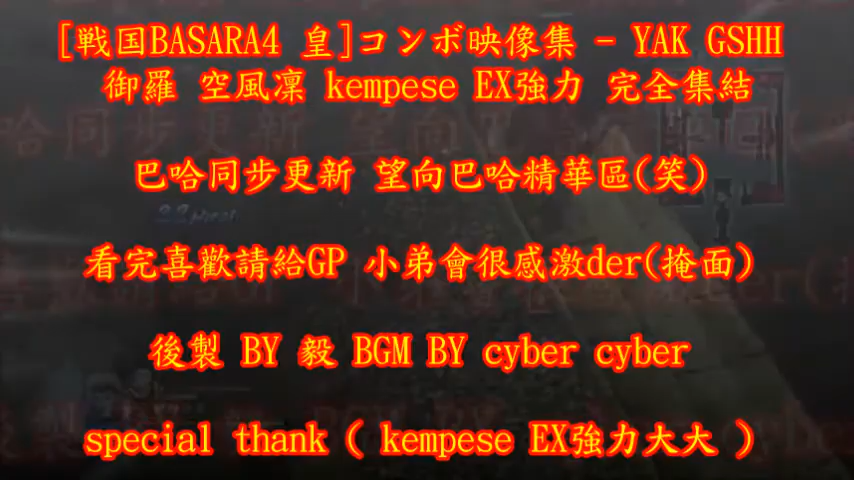 [戦国BASARA4 皇]コンボ映像集 - YAK GSHH
御羅 空風凜 kempese EX強力 完全集結
巴哈同步更新 望向巴哈精華區(笑)
看完喜歡請給GP 小弟會很感激der(掩面)
後製 BY 毅 BGM BY cyber cyber
special thank ( kempese EX強力大大 )